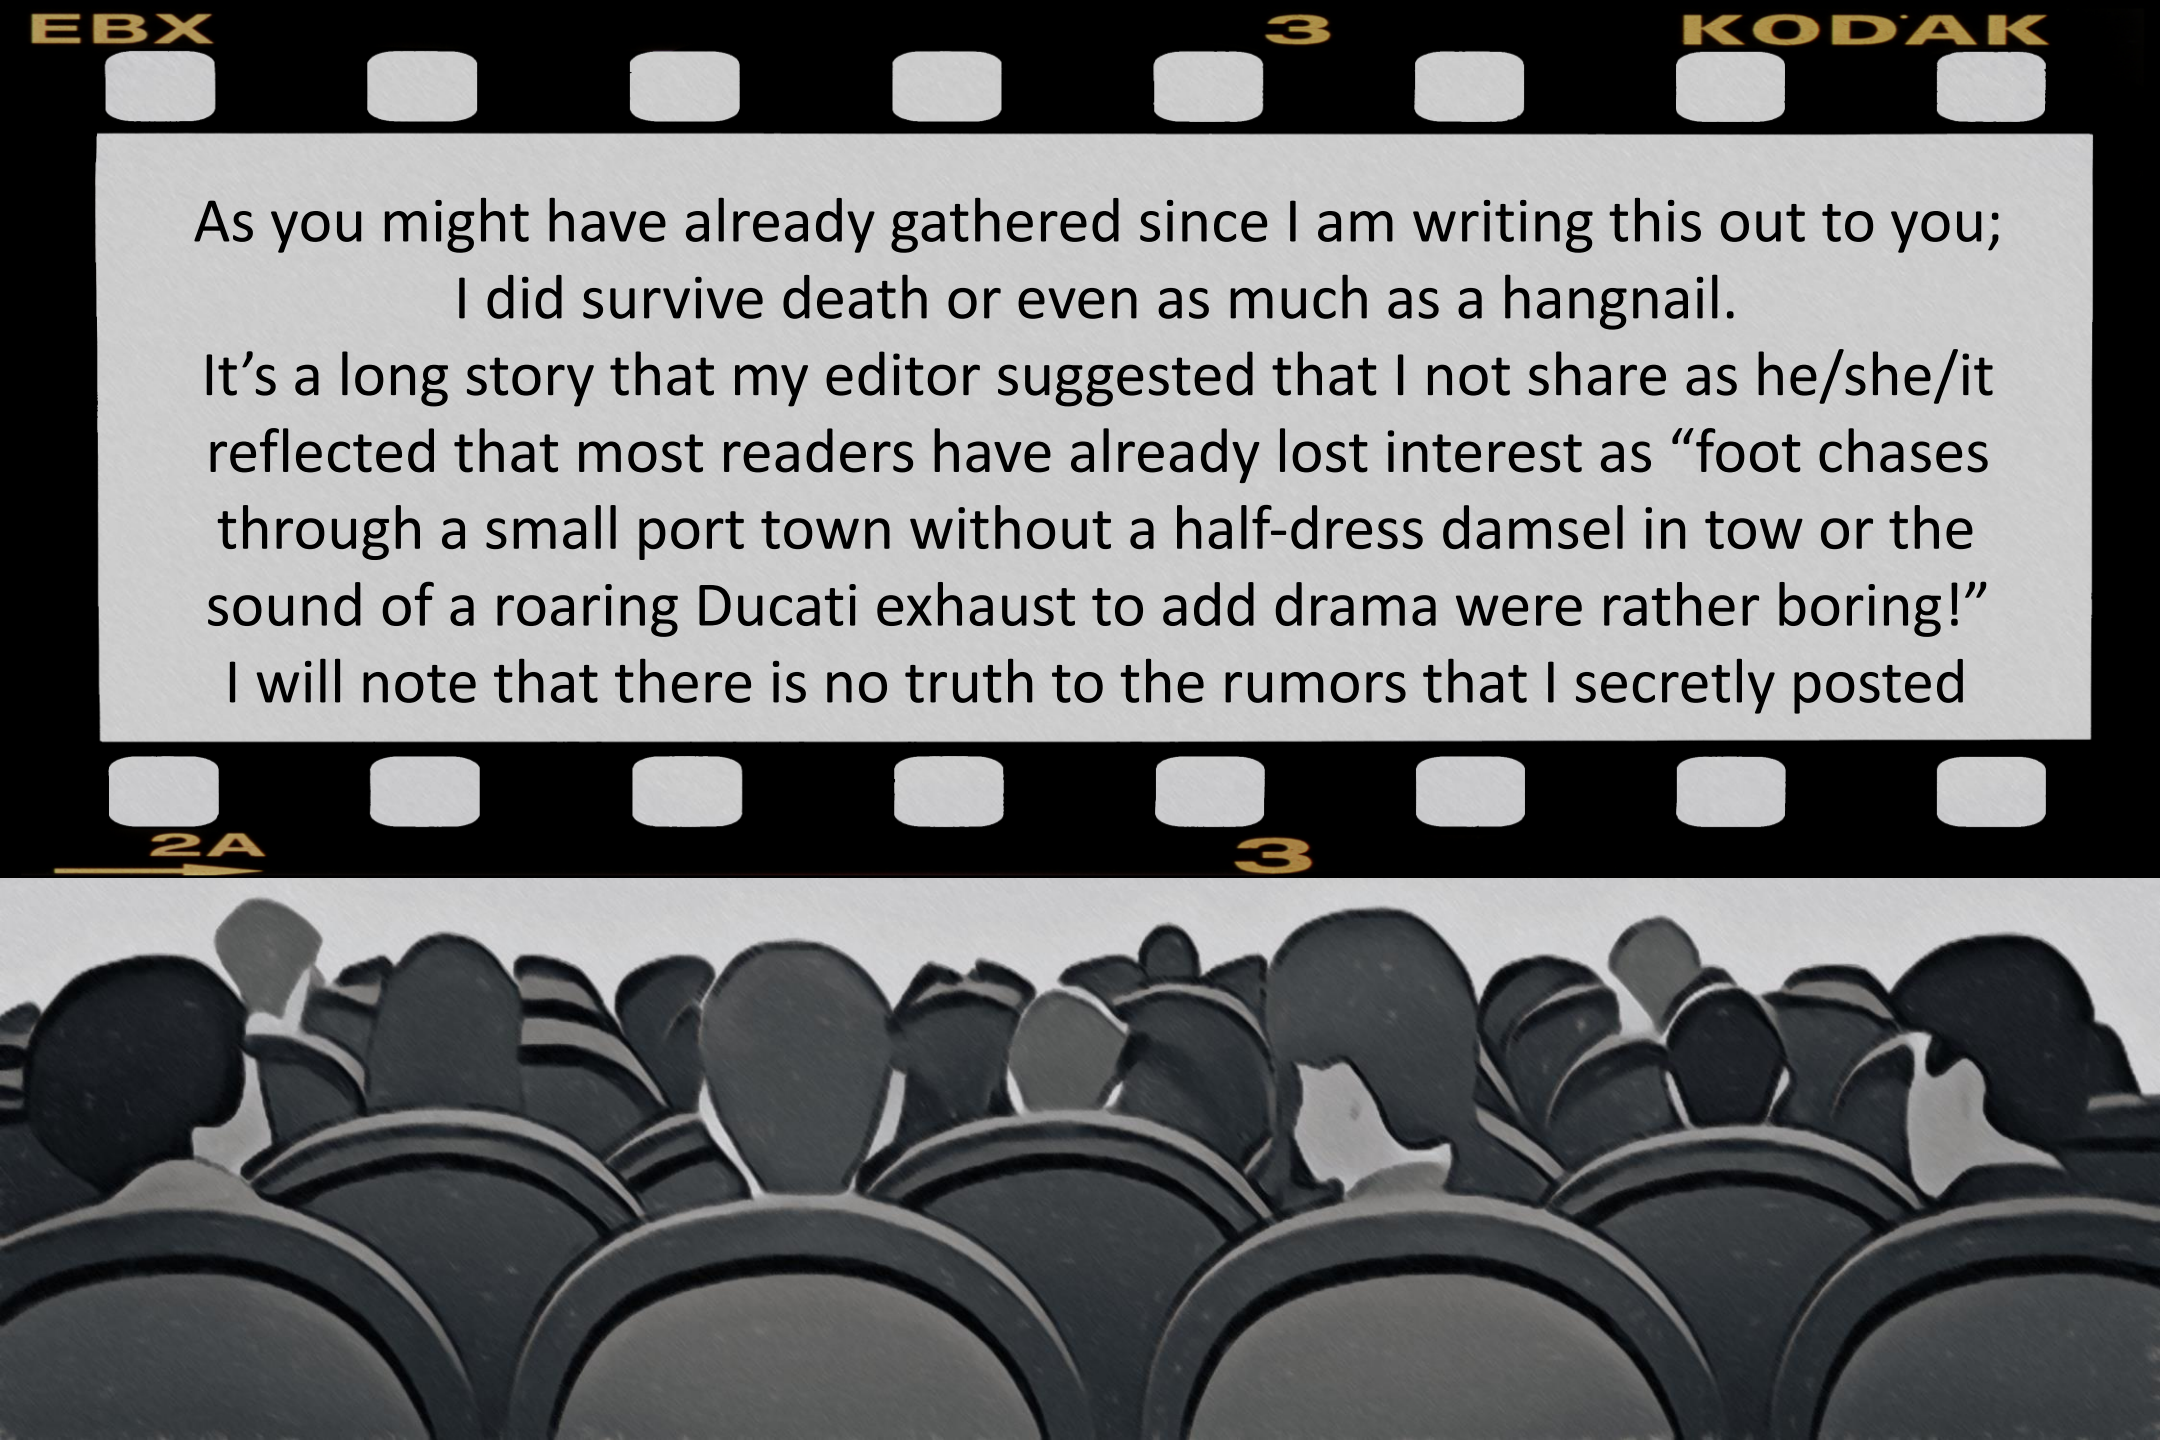 EBX 3 KODAK
As you might have already gathered since I am writing this out to you;
I did survive death or even as much as a hangnail.
It’s a long story that my editor suggested that I not share as he/she/it
reflected that most readers have already lost interest as “foot chases
through a small port town without a half-dress damsel in tow or the
sound of a roaring Ducati exhaust to add drama were rather boring!”
I will note that there is no truth to the rumors that I secretly posted
2A 3